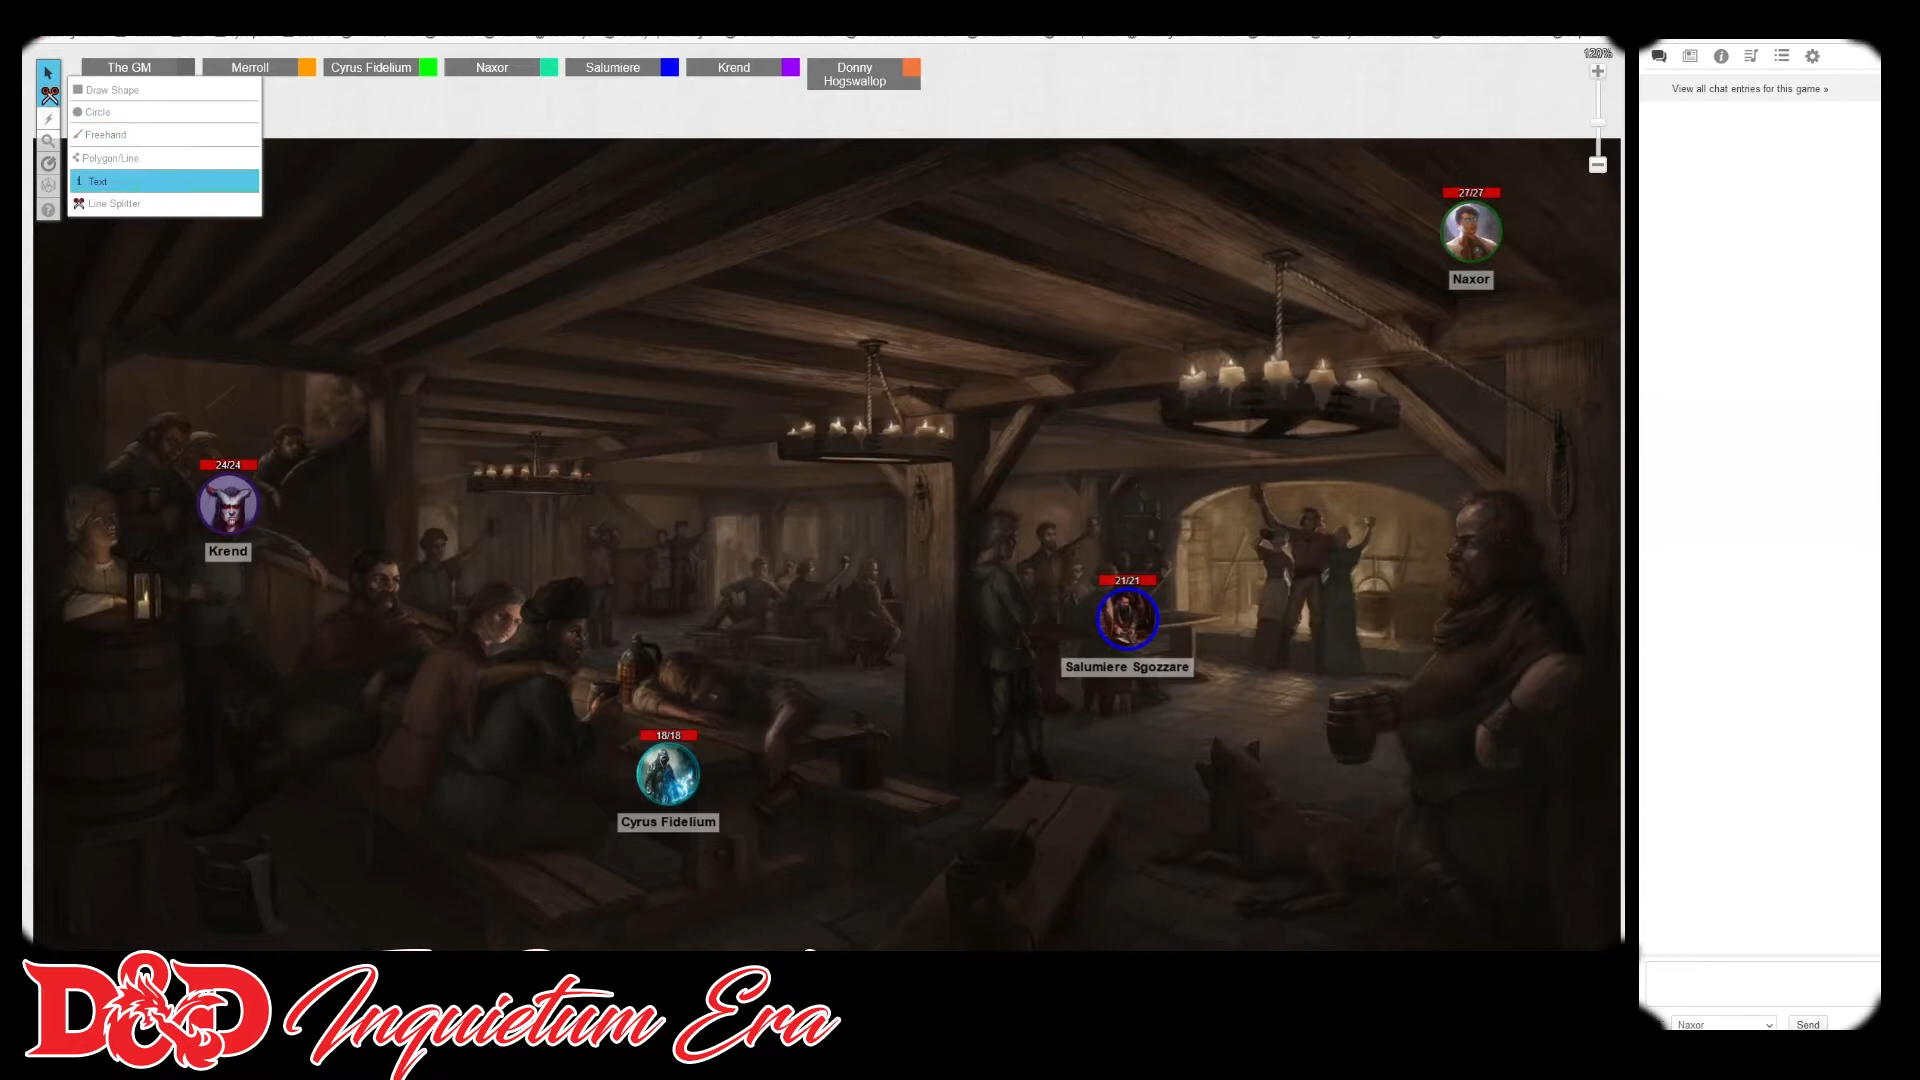 120%
The GM
Merroll
Cyrus Fidelium
Naxor
Salumiere
Krend
Donny
Hogswallop
Draw Shape
Circle
Freehand
Polygon/Line
Text
Line Splitter
View all chat entries for this game »
27/27
Naxor
24/24
Krend
21/21
Salumiere Sgozzare
18/18
Cyrus Fidelium
D&D Inquietum Era
Naxor
Send